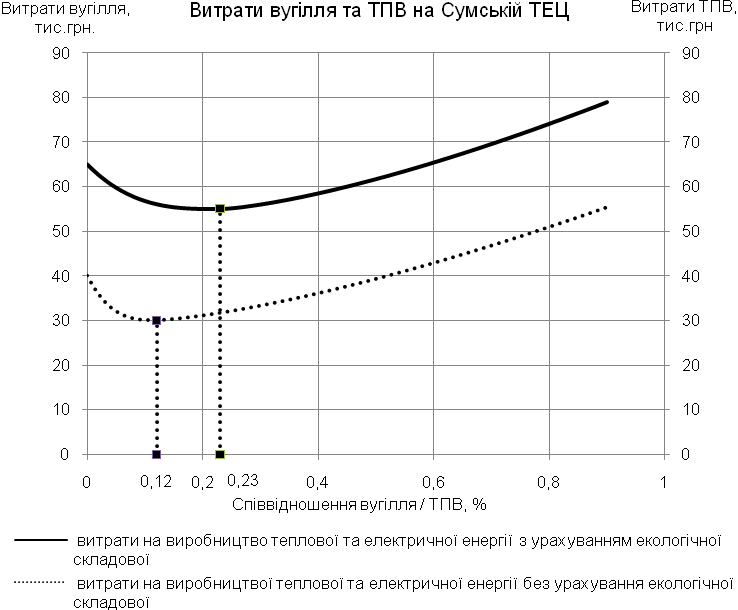 Витрати вугілля,
тис.грн.
Витрати вугілля та ТПВ на Сумській ТЕЦ
Витрати ТПВ,
тис.грн
90 90
80 80
70 70
60 60
50 50
40 40
30 30
20 20
10 10
0 0
0 0,12 0,2 0,23 0,4 0,6 0,8 1
Співвідношення вугілля / ТПВ, %
витрати на виробництво теплової та електричної енергії з урахуванням екологічної
складової
витрати на виробництвої теплової та електричної енергії без урахування екологічної
складової